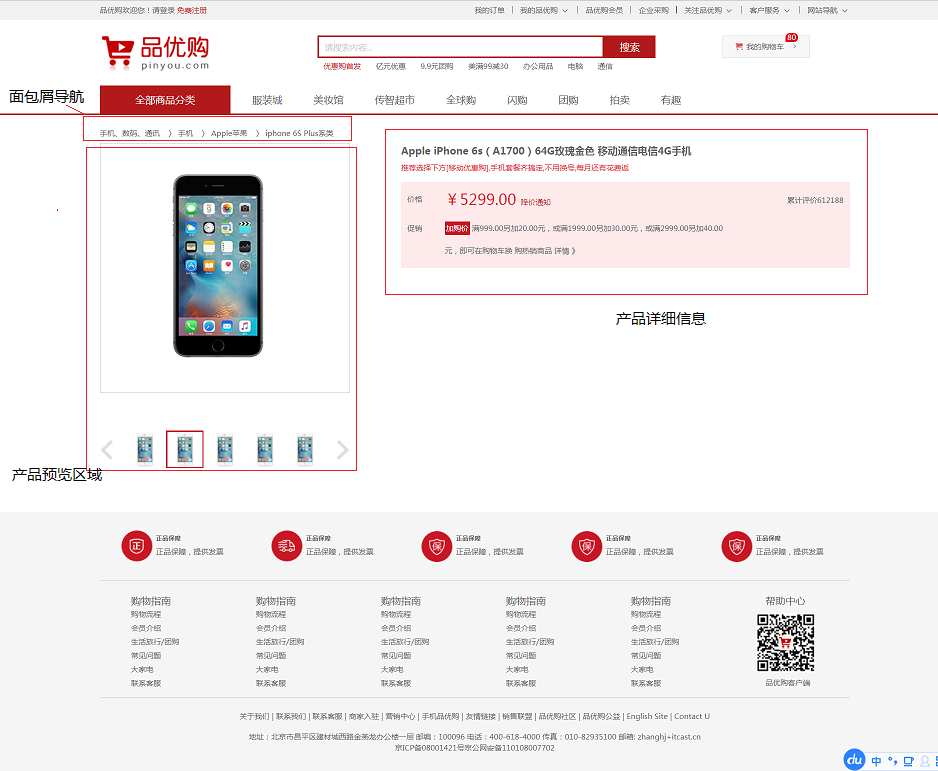 品优购欢迎您！请登录 免费注册 我的订单 我的品优购 品优购会员 企业采购 关注品优购 客户服务 网站导航
品优购
pinyou.com
请搜索内容... 搜索
我的购物车 80
优惠购首发 亿元优惠 9.9元团购 美满99减30 办公用品 电脑 通信
面包屑导航
全部商品分类 服装城 美妆馆 传智超市 全球购 闪购 团购 拍卖 有趣
手机、数码、通讯 〉 手机 〉 Apple苹果 〉 iphone 6S Plus系类
Apple iPhone 6s（A1700）64G玫瑰金色 移动通信电信4G手机
推荐选择下方[移动优惠购],手机套餐齐搞定,不用换号,每月还有花费返
价格 ￥5299.00 降价通知 累计评价612188
促销 加购价 满999.00另加20.00元，或满1999.00另加30.00元，或满2999.00另加40.00
元，即可在购物车换 购热销商品 详情 》
产品详细信息
产品预览区域
正品保障 正品保障 正品保障 正品保障 正品保障
正品保障，提供发票 正品保障，提供发票 正品保障，提供发票 正品保障，提供发票 正品保障，提供发票
购物指南 购物指南 购物指南 购物指南 购物指南 帮助中心
购物流程 购物流程 购物流程 购物流程 购物流程
会员介绍 会员介绍 会员介绍 会员介绍 会员介绍
生活旅行/团购 生活旅行/团购 生活旅行/团购 生活旅行/团购 生活旅行/团购
常见问题 常见问题 常见问题 常见问题 常见问题
大家电 大家电 大家电 大家电 大家电
联系客服 联系客服 联系客服 联系客服 联系客服 品优购客户端
关于我们 | 联系我们 | 联系客服 | 商家入驻 | 营销中心 | 手机品优购 | 友情链接 | 销售联盟 | 品优购社区 | 品优购公益 | English Site | Contact U
地址：北京市昌平区建材城西路金燕龙办公楼一层 邮编：100096 电话：400-618-4000 传真：010-82935100 邮箱: zhanghj+itcast.cn
京ICP备08001421号京公网安备110108007702
du 中